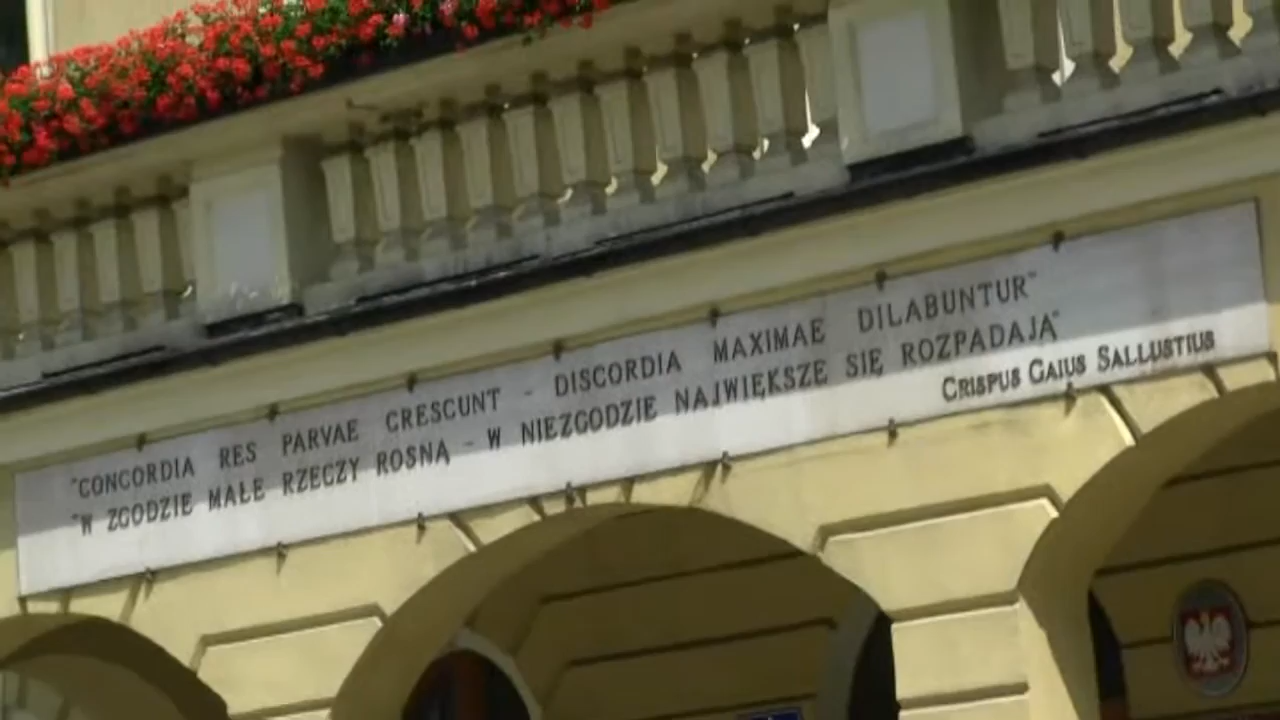 "CONCORDIA RES PARVAE CRESCUNT - DISCORDIA MAXIMAE DILABUNTUR"
"W ZGODZIE MAŁE RZECZY ROSNĄ - W NIEZGODZIE NAJWIĘKSZE SIĘ ROZPADAJĄ"
CRISPUS GAIUS SALLUSTIUS